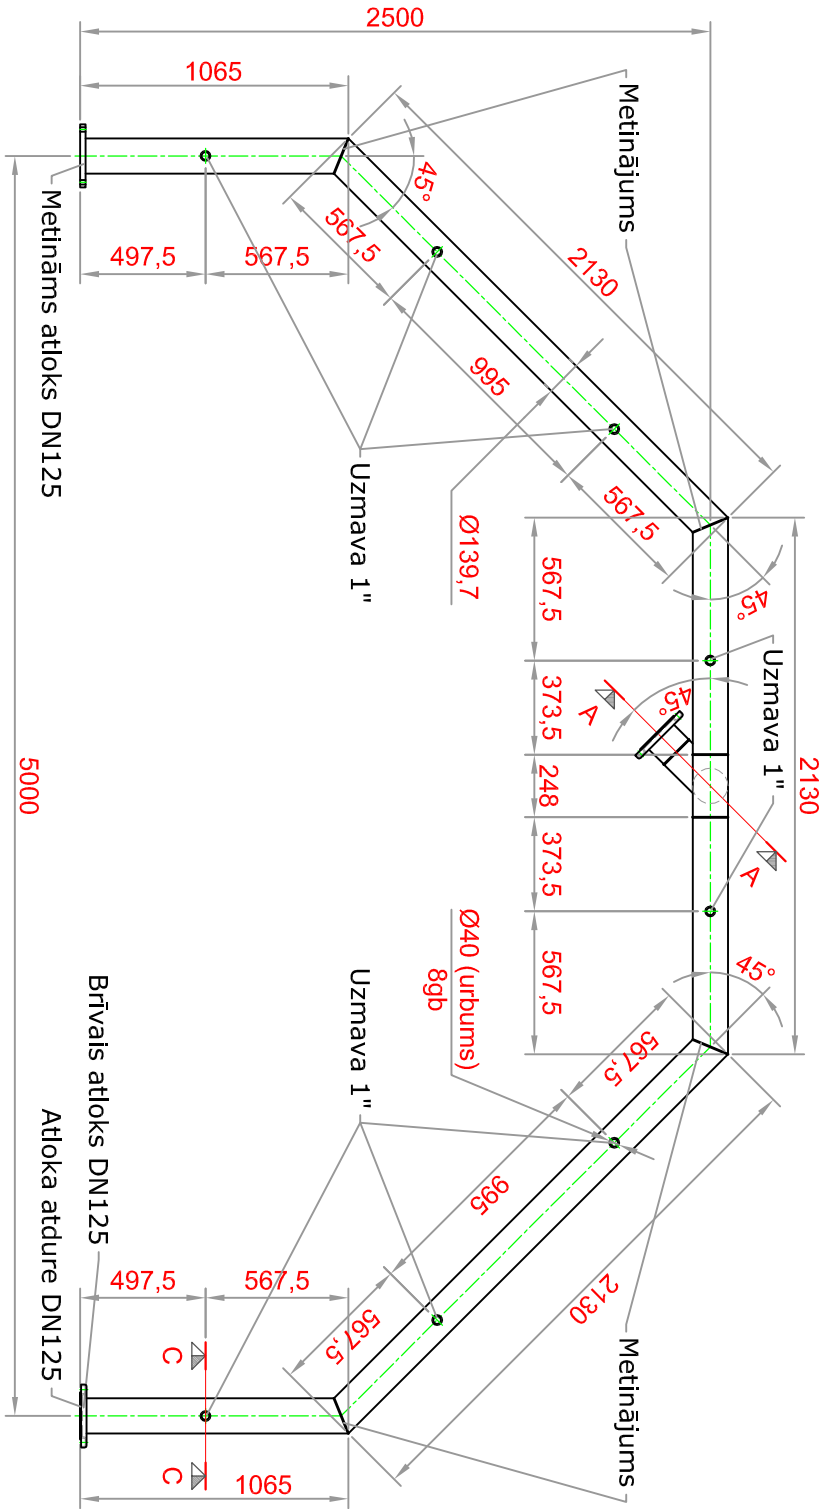 2500
1065
Metinājums
45°
567,5
2130
497,5
567,5
Metināms atloks DN125
995
Uzmava 1"
Ø139,7
567,5
45°
567,5
Uzmava 1"
373,5
45°
A
248
2130
5000
373,5
A
Ø40 (urbums)
8gb
567,5
45°
Uzmava 1"
567,5
Brīvais atloks DN125
Atloka atdure DN125
995
497,5
567,5
2130
567,5
C
Metinājums
C
1065